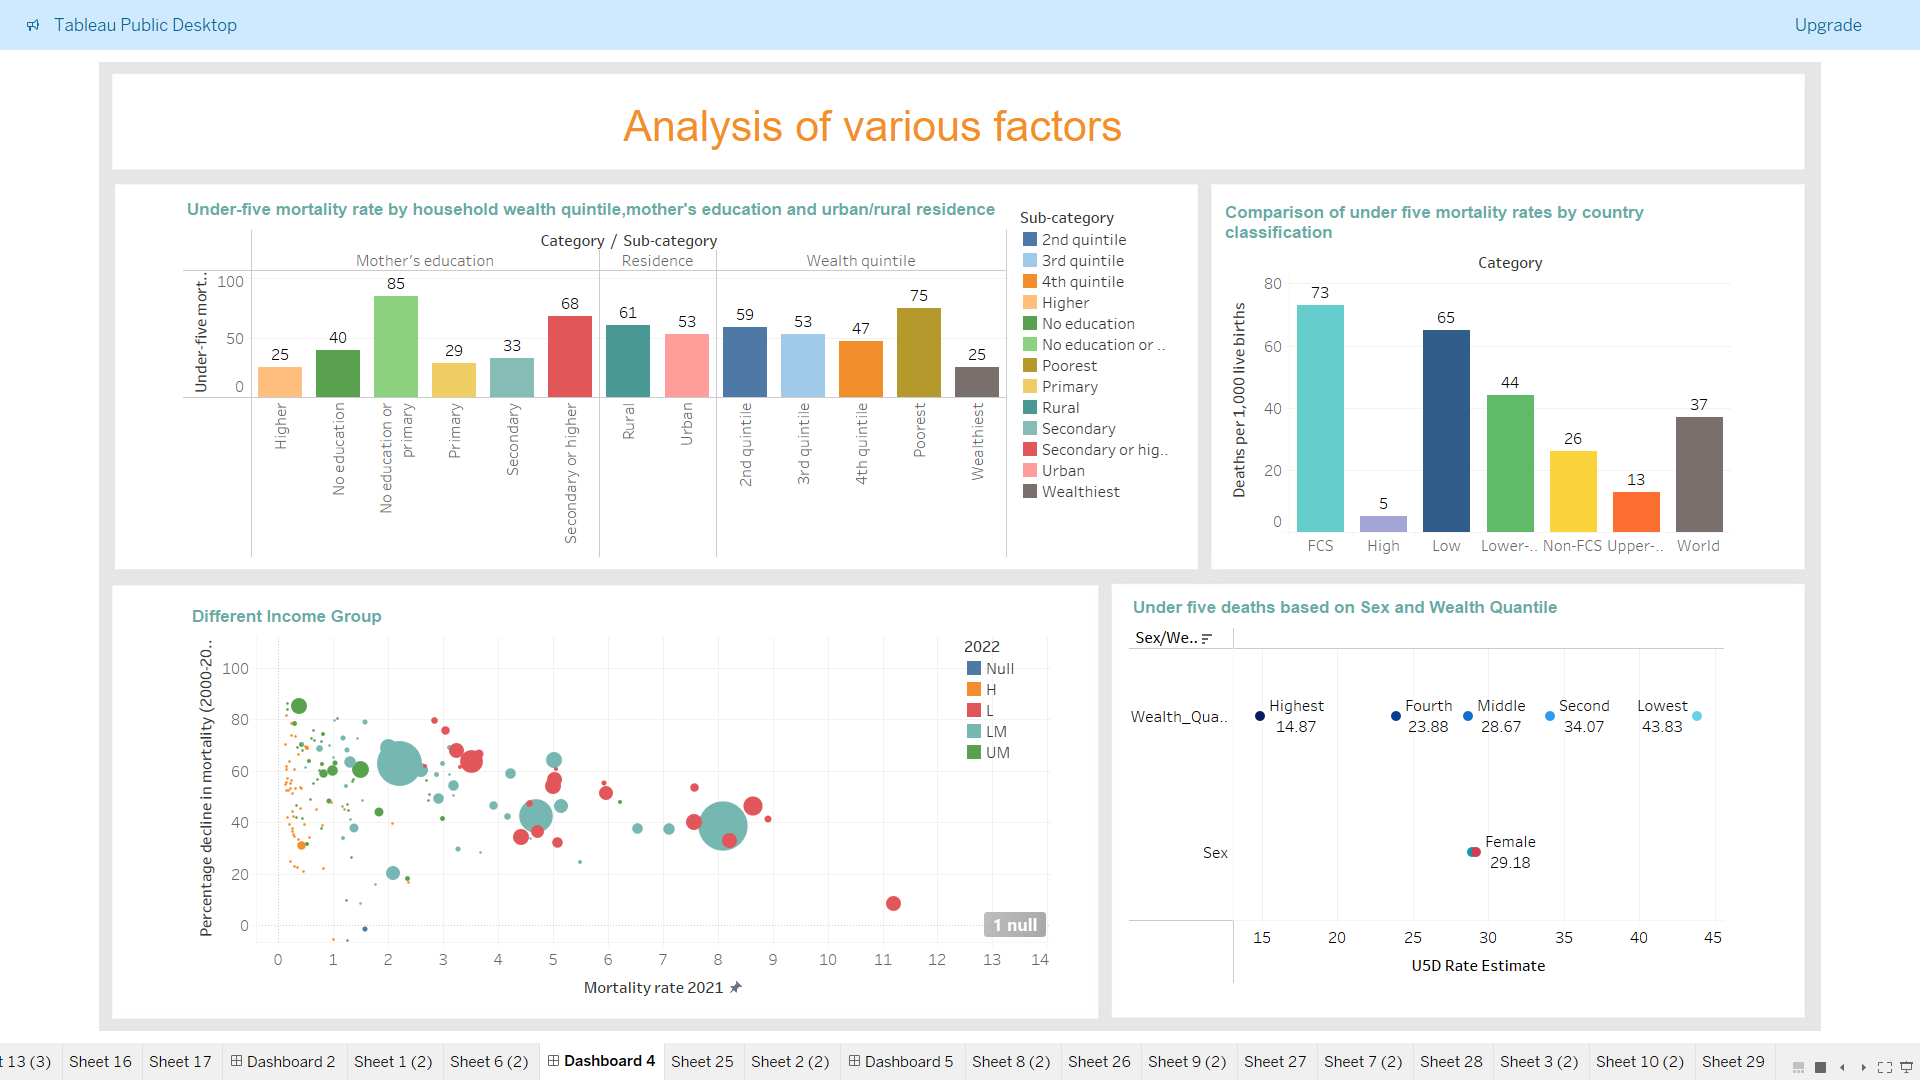 Tableau Public Desktop
Upgrade
Analysis of various factors
Under-five mortality rate by household wealth quintile,mother's education and urban/rural residence
Category / Sub-category
Mother's education Residence Wealth quintile
Under-five mort..
100
50
0
25 40 85 29 33 68 61 53 59 53 47 75 25
Higher
No education
No education or
primary
Primary
Secondary
Secondary or higher
Rural
Urban
2nd quintile
3rd quintile
4th quintile
Poorest
Wealthiest
Sub-category
2nd quintile
3rd quintile
4th quintile
Higher
No education
No education or ..
Poorest
Primary
Rural
Secondary
Secondary or hig..
Urban
Wealthiest
Comparison of under five mortality rates by country
classification
Category
Deaths per 1,000 live births
80
60
40
20
0
73 5 65 44 26 13 37
FCS High Low Lower-.. Non-FCS Upper-.. World
Different Income Group
Percentage decline in mortality (2000-20..
100
80
60
40
20
0
0 1 2 3 4 5 6 7 8 9 10 11 12 13 14
Mortality rate 2021
1 null
2022
Null
H
L
LM
UM
Under five deaths based on Sex and Wealth Quantile
Sex/We..
Wealth_Qua..
Highest
14.87
Fourth
23.88
Middle
28.67
Second
34.07
Lowest
43.83
Sex
Female
29.18
15 20 25 30 35 40 45
U5D Rate Estimate
t 13 (3) Sheet 16 Sheet 17 Dashboard 2 Sheet 1 (2) Sheet 6 (2) Dashboard 4 Sheet 25 Sheet 2 (2) Dashboard 5 Sheet 8 (2) Sheet 26 Sheet 9 (2) Sheet 27 Sheet 7 (2) Sheet 28 Sheet 3 (2) Sheet 10 (2) Sheet 29